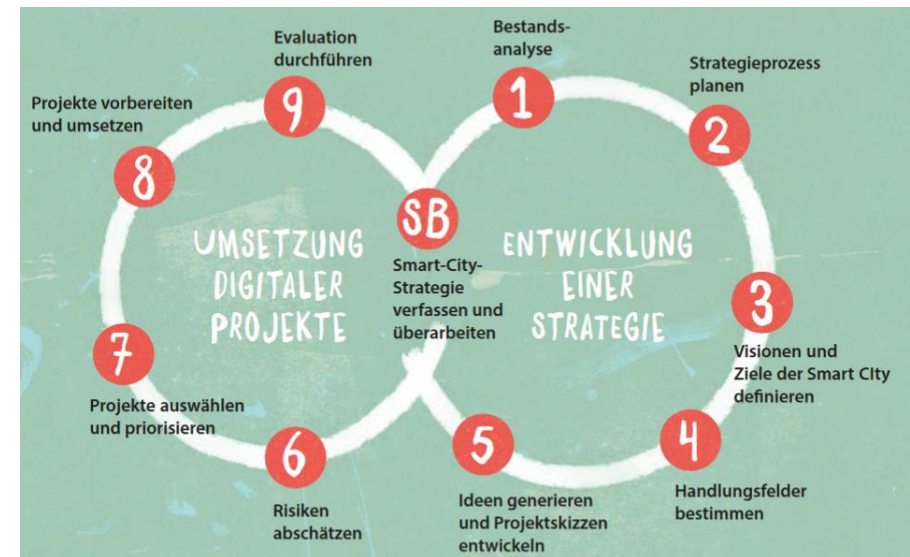 1
Bestands-
analyse
2
Strategieprozess
planen
3
Visionen und
Ziele der Smart CIty
definieren
4
Handlungsfelder
bestimmen
5
Ideen generieren
und Projektskizzen
entwickeln
6
Risiken
abschätzen
7
Projekte auswählen
und priorisieren
8
Projekte vorbereiten
und umsetzen
9
Evaluation
durchführen
SB
Smart-City-
Strategie
verfassen und
überarbeiten
UMSETZUNG
DIGITALER
PROJEKTE
ENTWICKLUNG
EINER
STRATEGIE